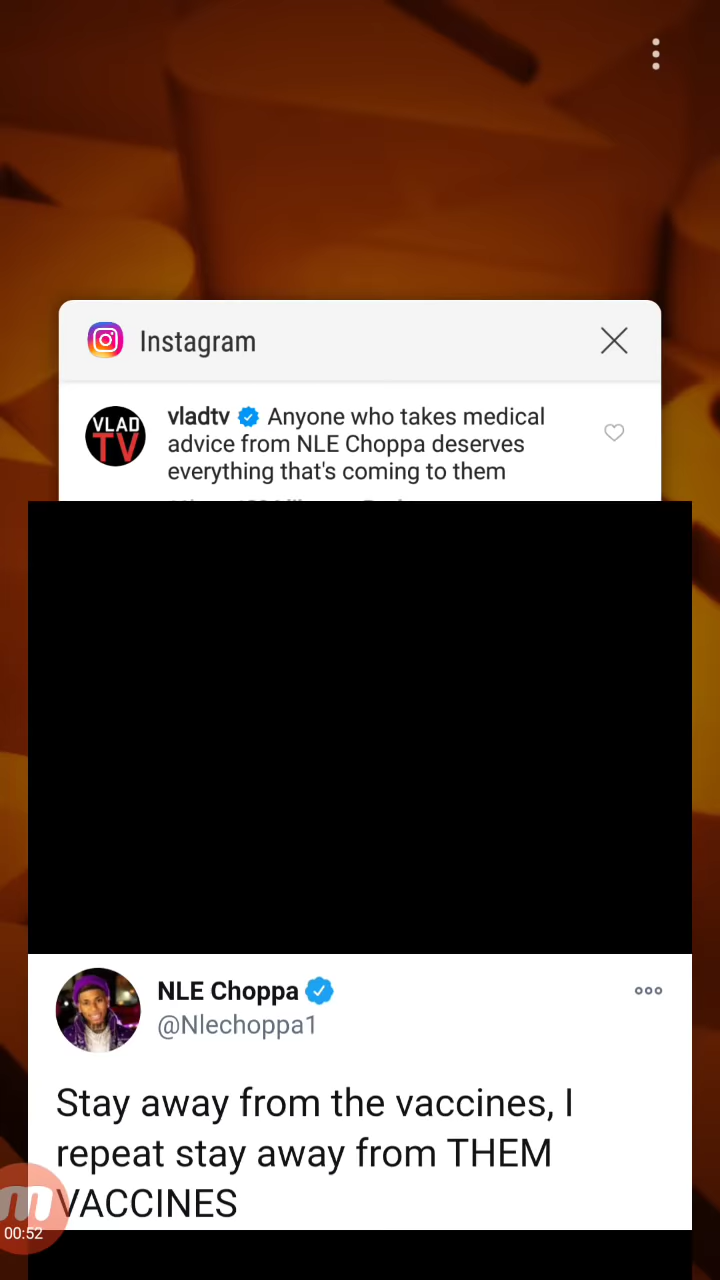 Instagram
VLAD
TV
vladtv Anyone who takes medical
advice from NLE Choppa deserves
everything that's coming to them
NLE Choppa
@Nlechoppa1
Stay away from the vaccines, I
repeat stay away from THEM
VACCINES
00:52